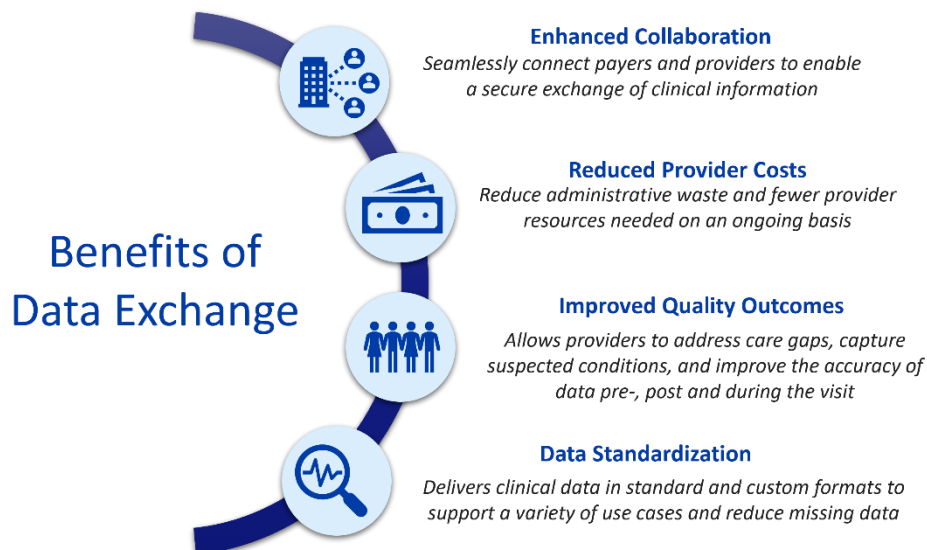 Benefits of
Data Exchange
Enhanced Collaboration
Seamlessly connect payers and providers to enable
a secure exchange of clinical information
Reduced Provider Costs
Reduce administrative waste and fewer provider
resources needed on an ongoing basis
Improved Quality Outcomes
Allows providers to address care gaps, capture
suspected conditions, and improve the accuracy of
data pre-, post and during the visit
Data Standardization
Delivers clinical data in standard and custom formats to
support a variety of use cases and reduce missing data